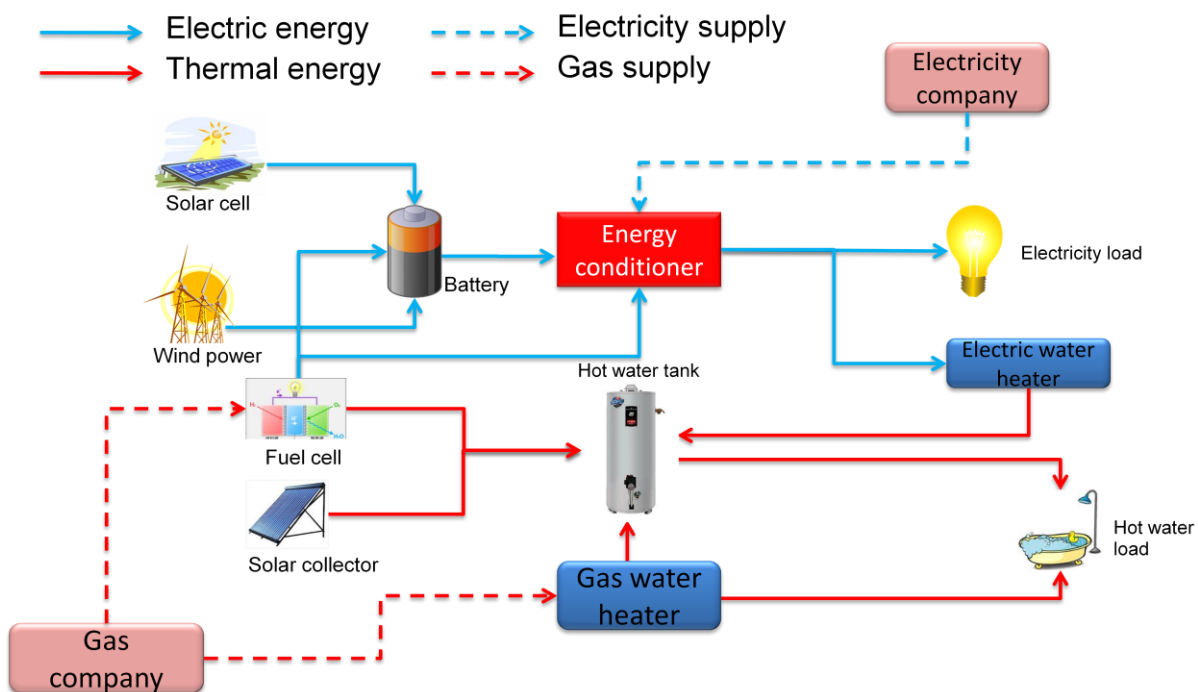 Electric energy
Electricity supply
Thermal energy
Gas supply
Electricity
company
Solar cell
Energy
conditioner
Electricity load
Battery
Wind power
Electric water
heater
Hot water tank
Fuel cell
Solar collector
Hot water
load
Gas water
heater
Gas
company